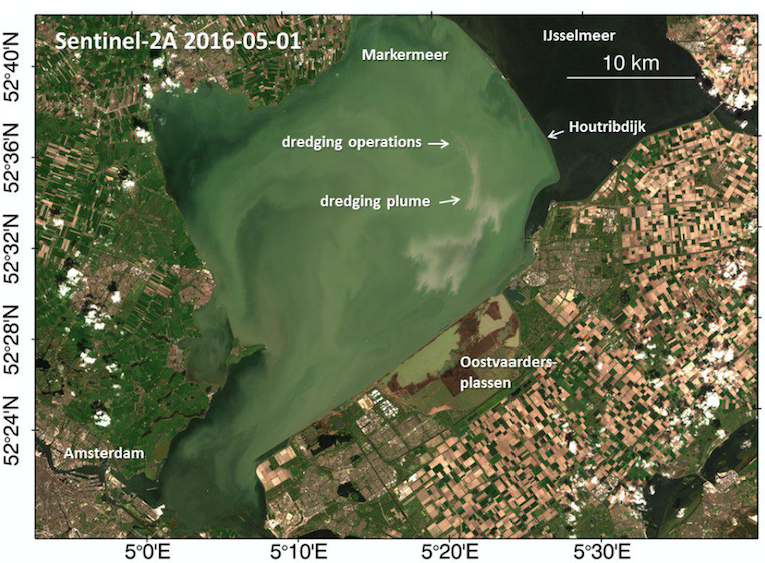 Sentinel-2A 2016-05-01
Markermeer
IJsselmeer
10 km
Houtribdijk
dredging operations
dredging plume
Oostvaarders-
plassen
Amsterdam
52°40'N
52°36'N
52°32'N
52°28'N
52°24'N
5°0'E
5°10'E
5°20'E
5°30'E